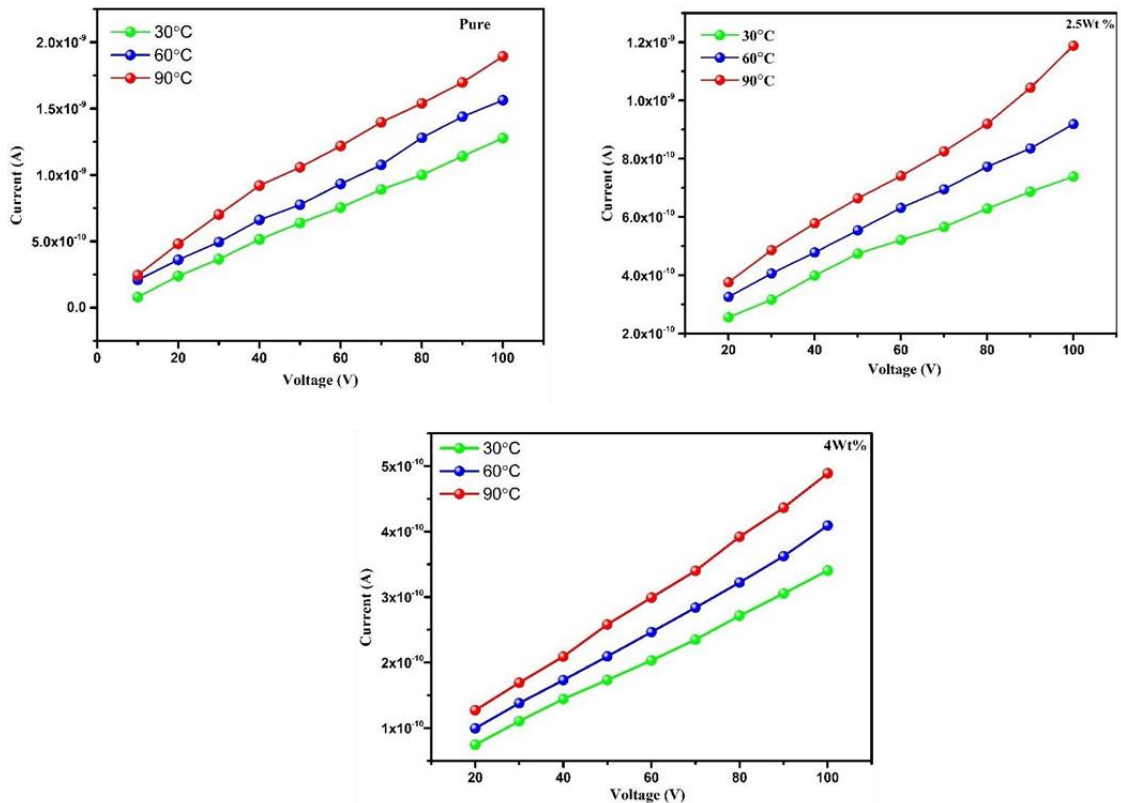 Pure
30°C
60°C
90°C
2.0x10⁻⁹
1.5x10⁻⁹
1.0x10⁻⁹
5.0x10⁻¹⁰
0.0
Current (A)
0 20 40 60 80 100
Voltage (V)
2.5Wt %
30°C
60°C
90°C
1.2x10⁻⁹
1.0x10⁻⁹
8.0x10⁻¹⁰
6.0x10⁻¹⁰
4.0x10⁻¹⁰
2.0x10⁻¹⁰
Current (A)
20 30 40 50 60 70 80 90 100
Voltage (V)
4Wt%
30°C
60°C
90°C
5x10⁻¹⁰
4x10⁻¹⁰
3x10⁻¹⁰
2x10⁻¹⁰
1x10⁻¹⁰
Current (A)
20 30 40 50 60 70 80 90 100
Voltage (V)